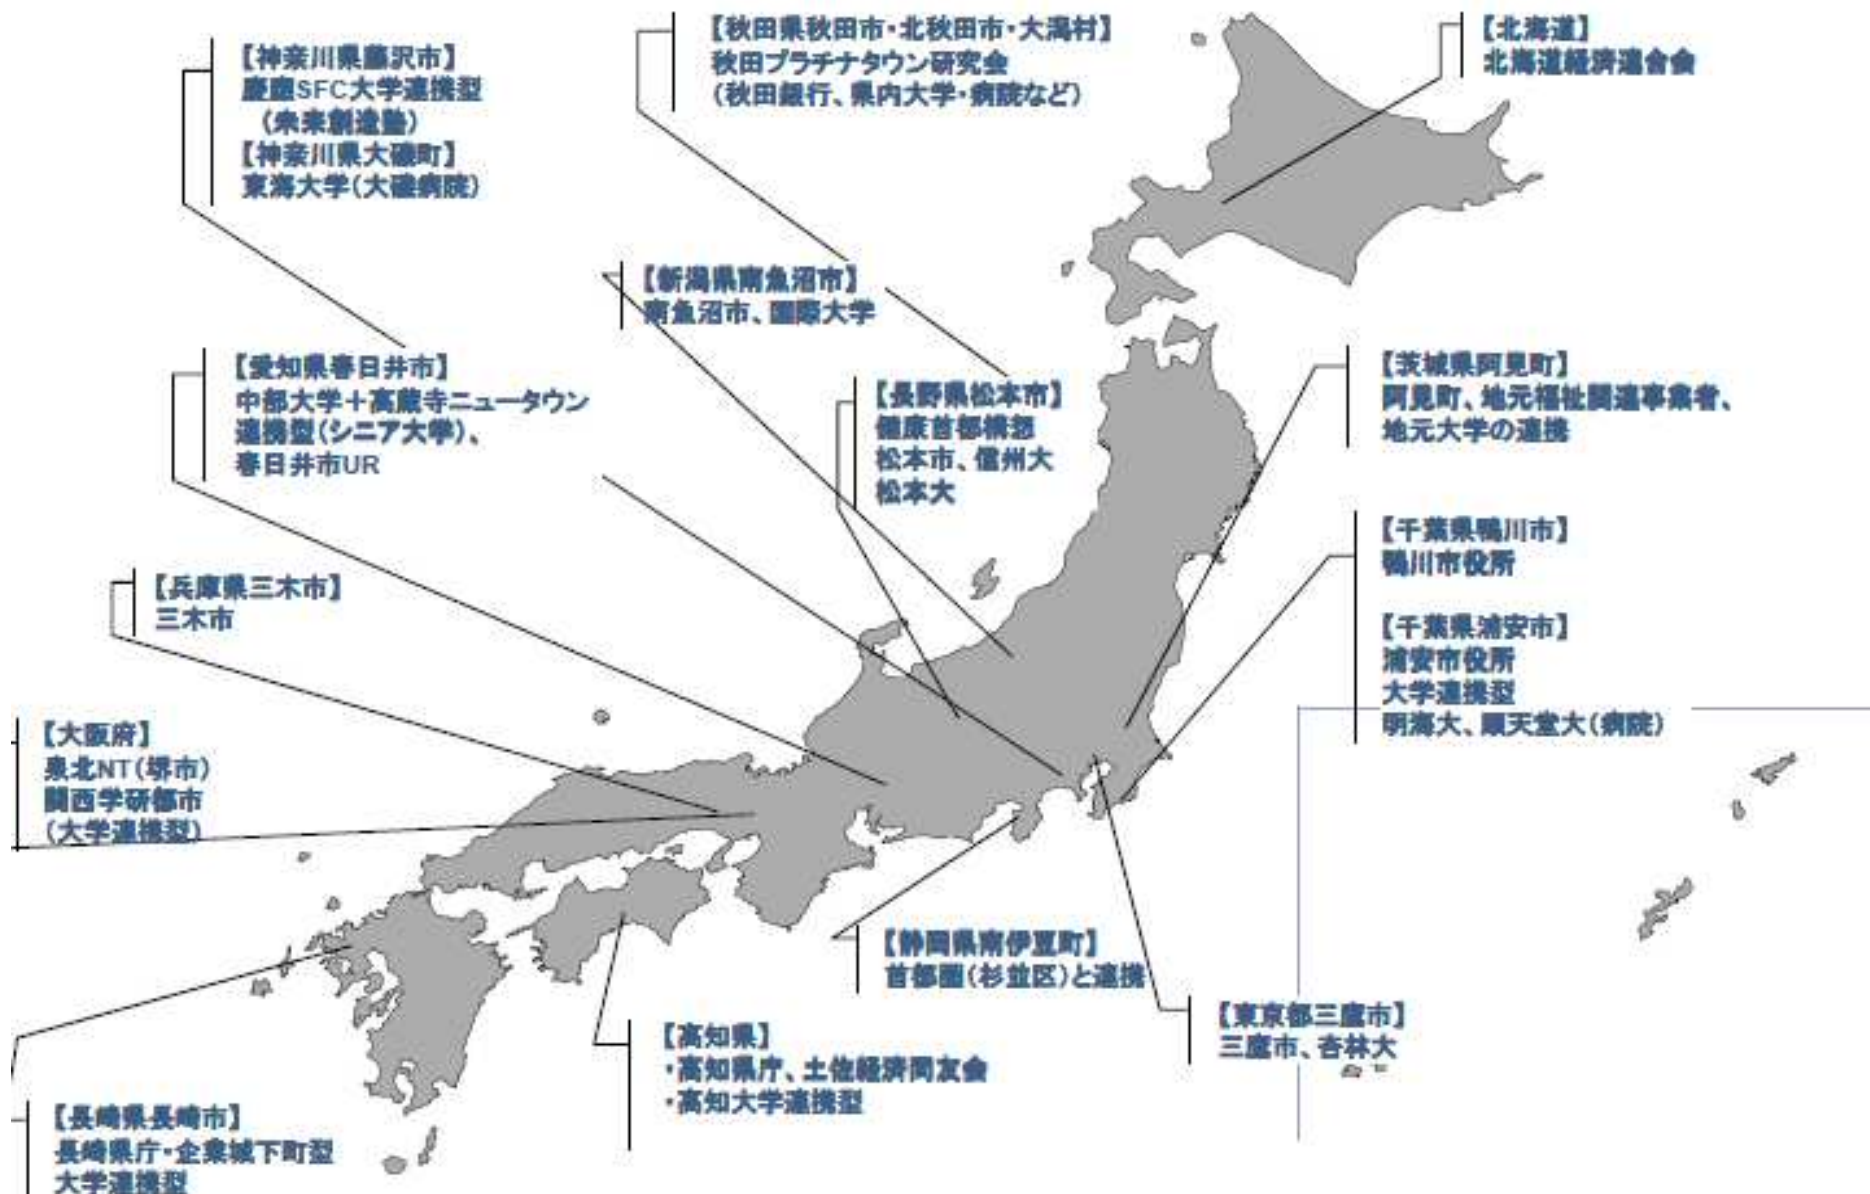 【神奈川県藤沢市】
慶應SFC大学連携型
（未来創造塾）
【神奈川県大磯町】
東海大学（大磯病院）
【秋田県秋田市・北秋田市・大潟村】
秋田プラチナタウン研究会
（秋田銀行、県内大学・病院など）
【北海道】
北海道経済連合会
【新潟県南魚沼市】
南魚沼市、国際大学
【愛知県春日井市】
中部大学＋高蔵寺ニュータウン
連携型（シニア大学）、
春日井市UR
【長野県松本市】
健康首都構想
松本市、信州大
松本大
【茨城県阿見町】
阿見町、地元福祉関連事業者、
地元大学の連携
【千葉県鴨川市】
鴨川市役所
【千葉県浦安市】
浦安市役所
大学連携型
明海大、順天堂大（病院）
【兵庫県三木市】
三木市
【大阪府】
泉北NT（堺市）
関西学研都市
（大学連携型）
【静岡県南伊豆町】
首都圏（杉並区）と連携
【東京都三鷹市】
三鷹市、杏林大
【高知県】
・高知県庁、土佐経済同友会
・高知大学連携型
【長崎県長崎市】
長崎県庁・企業城下町型
大学連携型